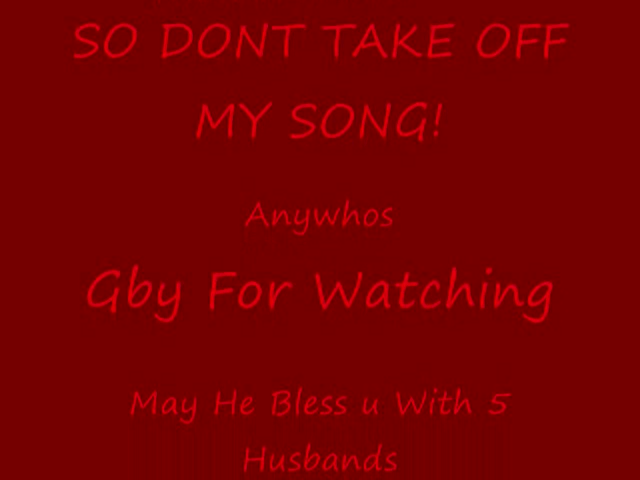 SO DONT TAKE OFF
MY SONG!
Anywhos
Gby For Watching
May He Bless u With 5
Husbands